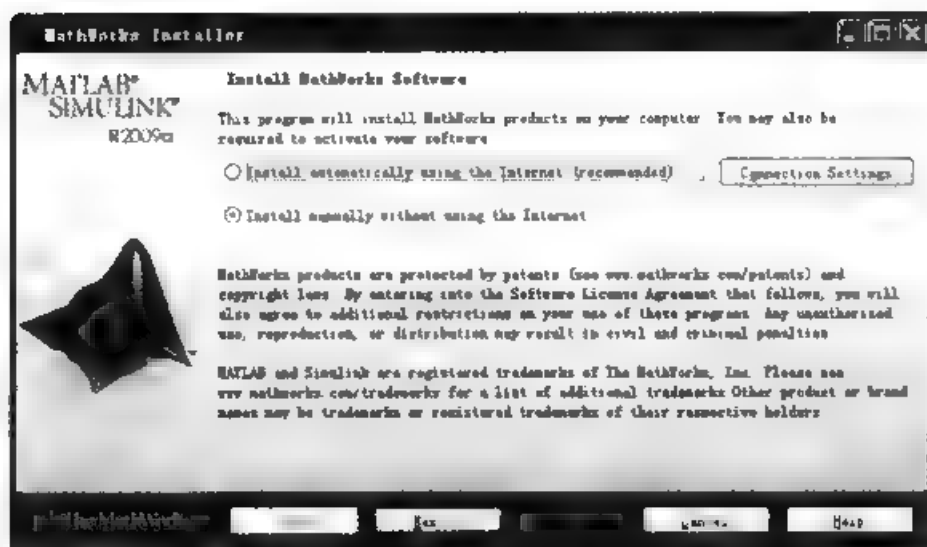 MathWorks Installer
MATLAB®
SIMULINK®
R2009a
Install MathWorks Software
This program will install MathWorks products on your computer. You may also be
required to activate your software
Install automatically using the Internet (recommended)
Connection Settings
Install manually without using the Internet
MathWorks products are protected by patents (see www.mathworks.com/patents) and
copyright laws. By entering into the Software License Agreement that follows, you will
also agree to additional restrictions on your use of these programs. Any unauthorized
use, reproduction, or distribution may result in civil and criminal penalties
MATLAB and Simulink are registered trademarks of The MathWorks, Inc. Please see
www.mathworks.com/trademarks for a list of additional trademarks Other product or brand
names may be trademarks or registered trademarks of their respective holders
Cancel
Help